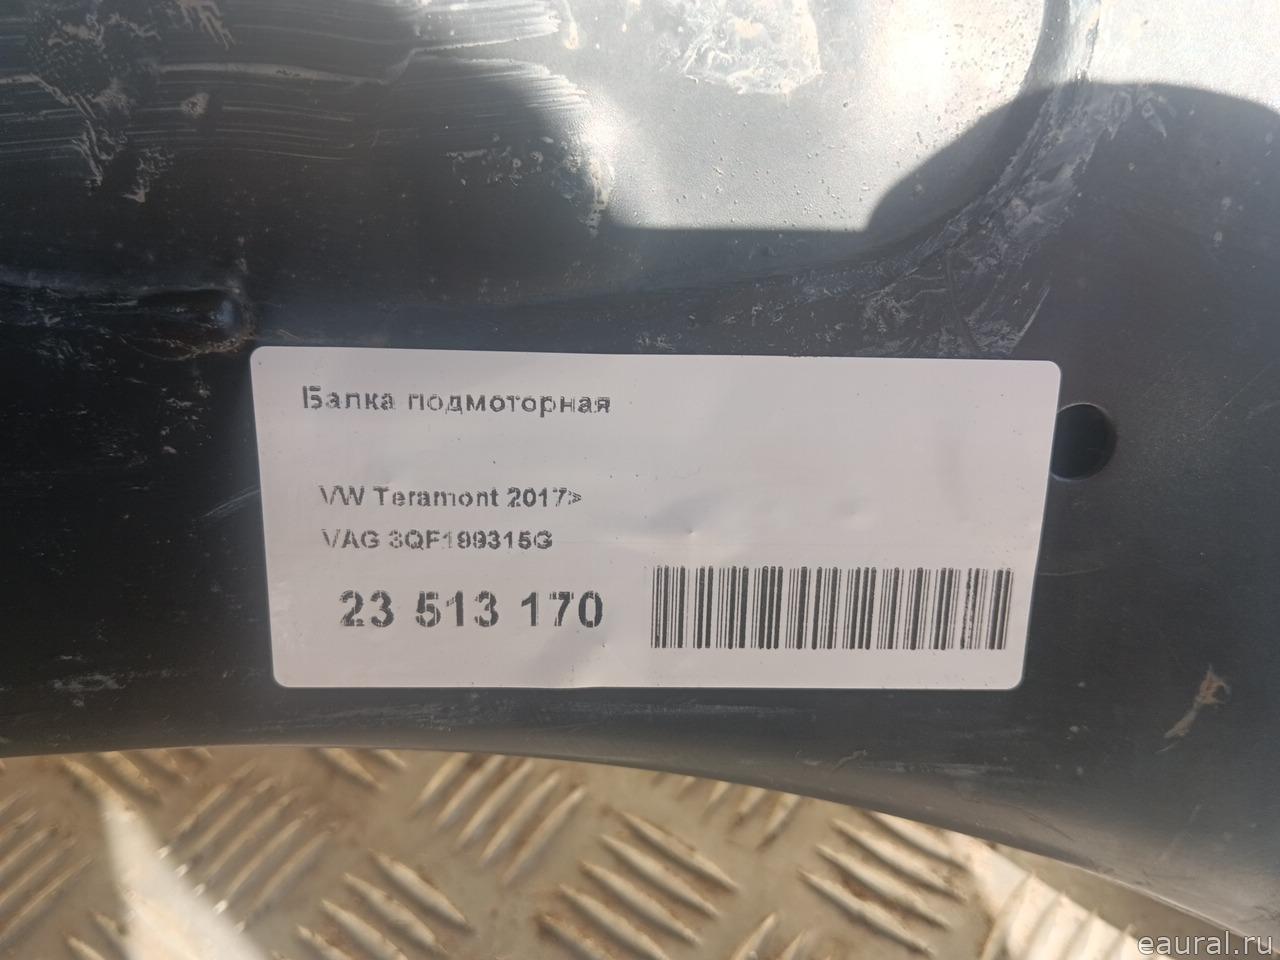 Балка подмоторная
VW Teramont 2017>
VAG 3QF199315G
23 513 170
eaural.ru